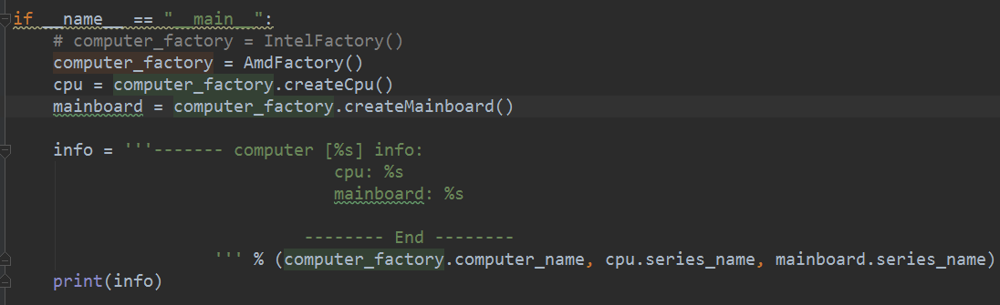 if __name__ == "__main__":
    # computer_factory = IntelFactory()
    computer_factory = AmdFactory()
    cpu = computer_factory.createCpu()
    mainboard = computer_factory.createMainboard()

    info = '''------- computer [%s] info:
                                cpu: %s
                                mainboard: %s

                             -------- End --------
                    ''' % (computer_factory.computer_name, cpu.series_name, mainboard.series_name)
    print(info)